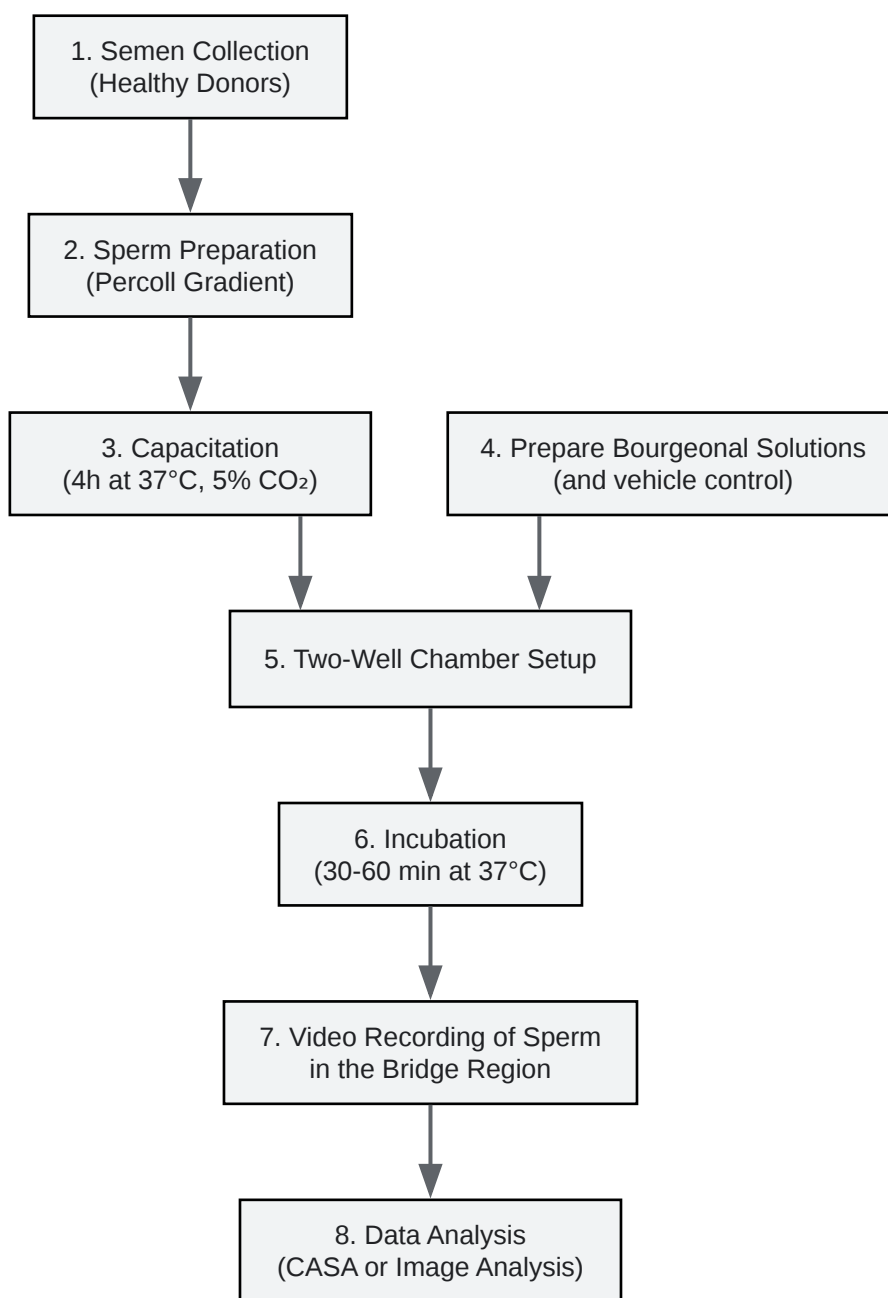 1. Semen Collection
(Healthy Donors)
2. Sperm Preparation
(Percoll Gradient)
3. Capacitation
(4h at 37°C, 5% CO₂)
4. Prepare Bourgeonal Solutions
(and vehicle control)
5. Two-Well Chamber Setup
6. Incubation
(30-60 min at 37°C)
7. Video Recording of Sperm
in the Bridge Region
8. Data Analysis
(CASA or Image Analysis)